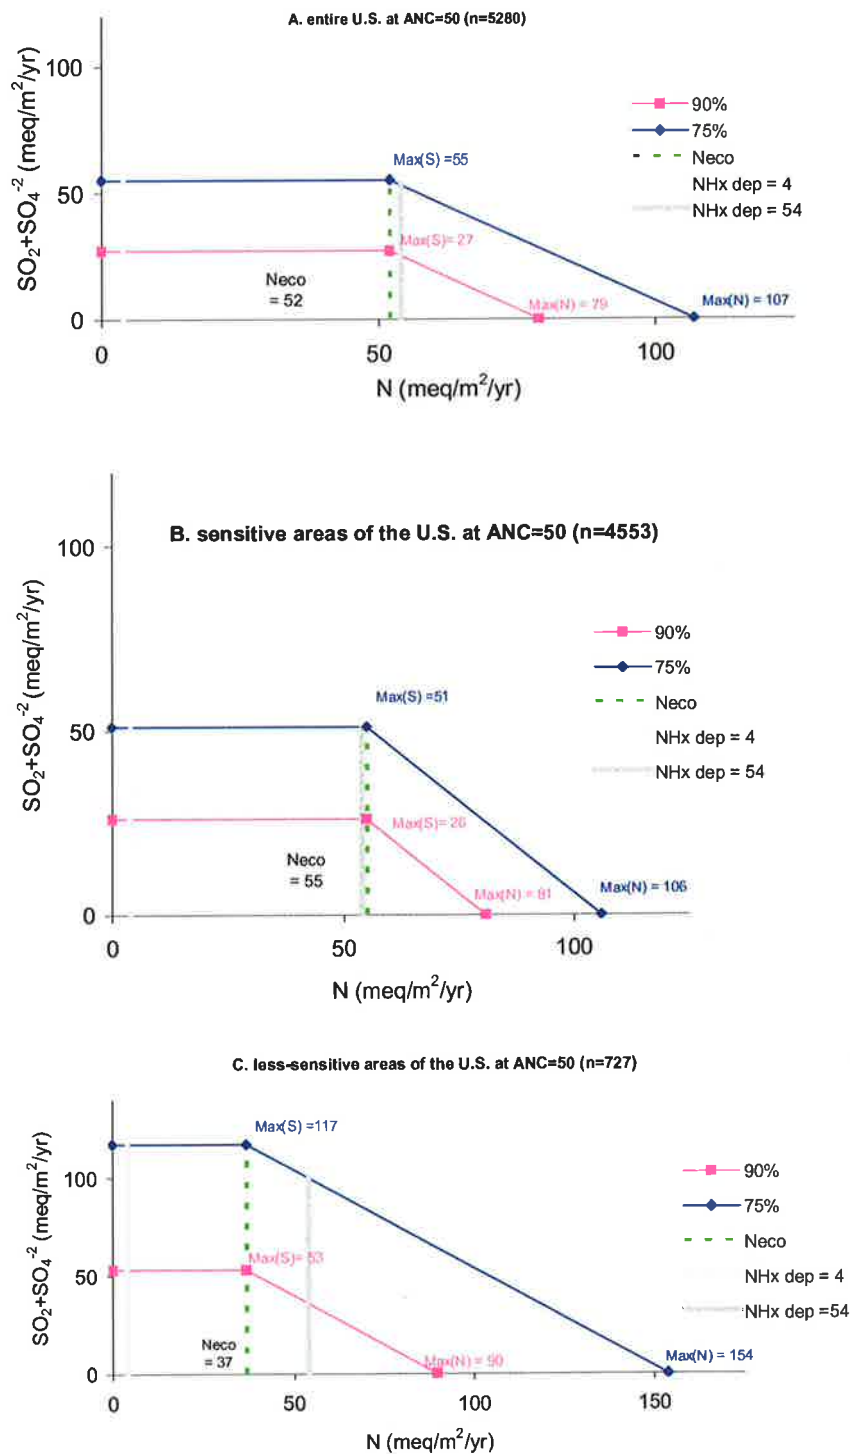 A. entire U.S. at ANC=50 (n=5280)
SO2+SO4-2 (meq/m2/yr)
100
50
0
90%
75%
Neco
NHx dep = 4
NHx dep = 54
Max(S) =55
Max(S)= 27
Neco
= 52
Max(N) = 79
Max(N) = 107
0
50
100
N (meq/m2/yr)
B. sensitive areas of the U.S. at ANC=50 (n=4553)
SO2+SO4-2 (meq/m2/yr)
100
50
0
90%
75%
Neco
NHx dep = 4
NHx dep = 54
Max(S) =51
Max(S)= 26
Neco
= 55
Max(N) = 81
Max(N) = 106
0
50
100
N (meq/m2/yr)
C. less-sensitive areas of the U.S. at ANC=50 (n=727)
SO2+SO4-2 (meq/m2/yr)
100
50
0
Max(S) =117
90%
75%
Neco
NHx dep = 4
NHx dep =54
Max(S)= 53
Neco
= 37
Max(N) = 90
Max(N) = 154
0
50
100
150
N (meq/m2/yr)